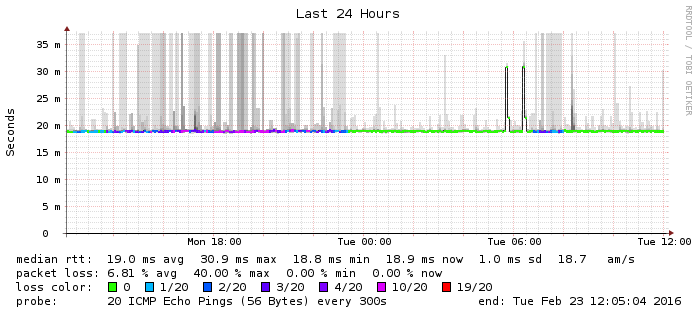 Last 24 Hours
RRDTOOL / TOBI OETIKER
Seconds
35 m
30 m
25 m
20 m
15 m
10 m
5 m
0
Mon 18:00 Tue 00:00 Tue 06:00 Tue 12:00
median rtt: 19.0 ms avg 30.9 ms max 18.8 ms min 18.9 ms now 1.0 ms sd 18.7 am/s
packet loss: 6.81 % avg 40.00 % max 0.00 % min 0.00 % now
loss color: 0 1/20 2/20 3/20 4/20 10/20 19/20
probe: 20 ICMP Echo Pings (56 Bytes) every 300s end: Tue Feb 23 12:05:04 2016